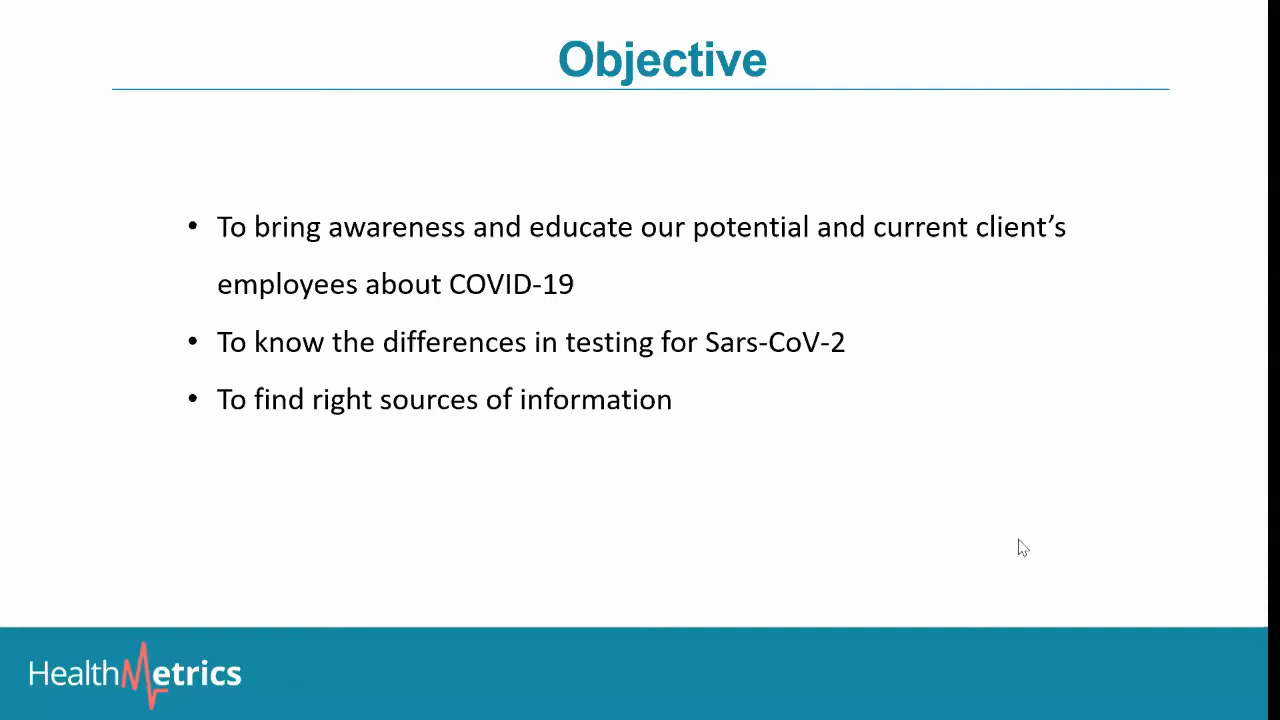 Objective
• To bring awareness and educate our potential and current client’s
employees about COVID-19
• To know the differences in testing for Sars-CoV-2
• To find right sources of information
HealthMetrics